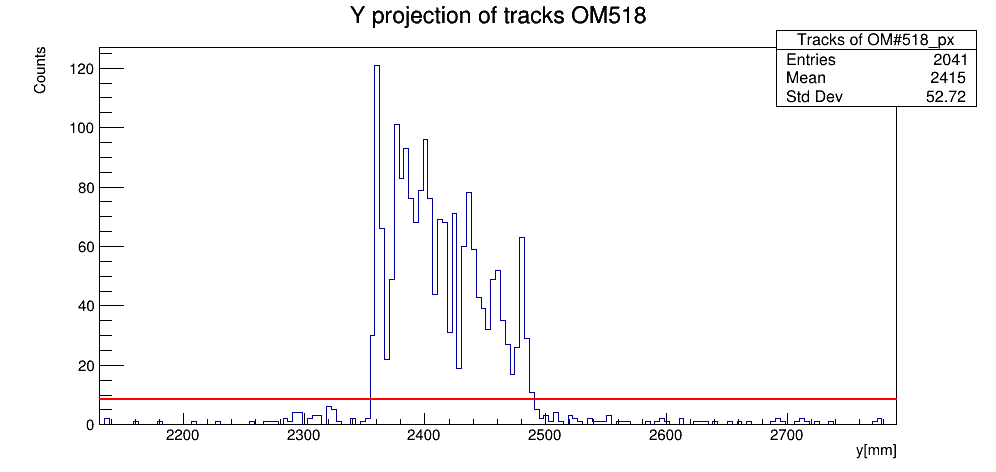 Y projection of tracks OM518
Tracks of OM#518_px
Entries 2041
Mean 2415
Std Dev 52.72
Counts
120
100
80
60
40
20
0
2200 2300 2400 2500 2600 2700
y[mm]